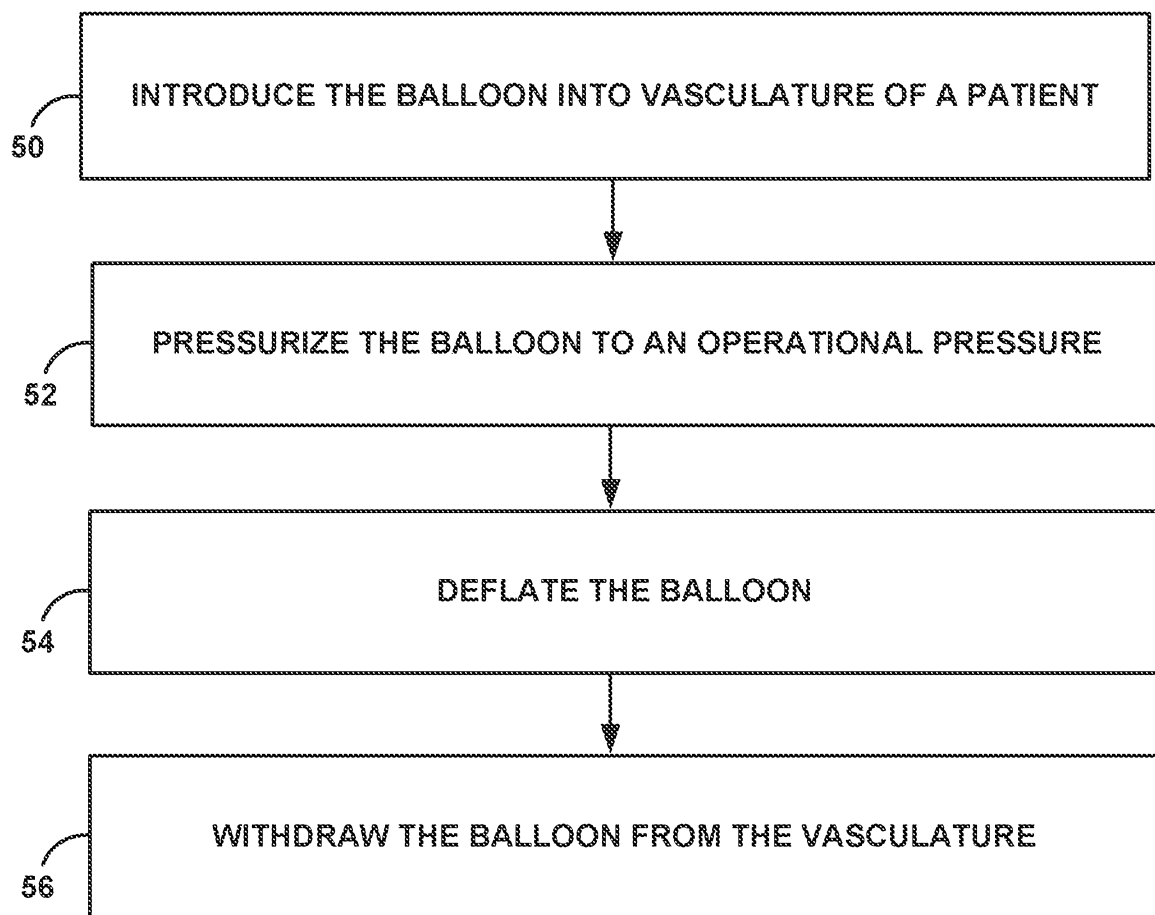 INTRODUCE THE BALLOON INTO VASCULATURE OF A PATIENT
50
PRESSURIZE THE BALLOON TO AN OPERATIONAL PRESSURE
52
DEFLATE THE BALLOON
54
WITHDRAW THE BALLOON FROM THE VASCULATURE
56